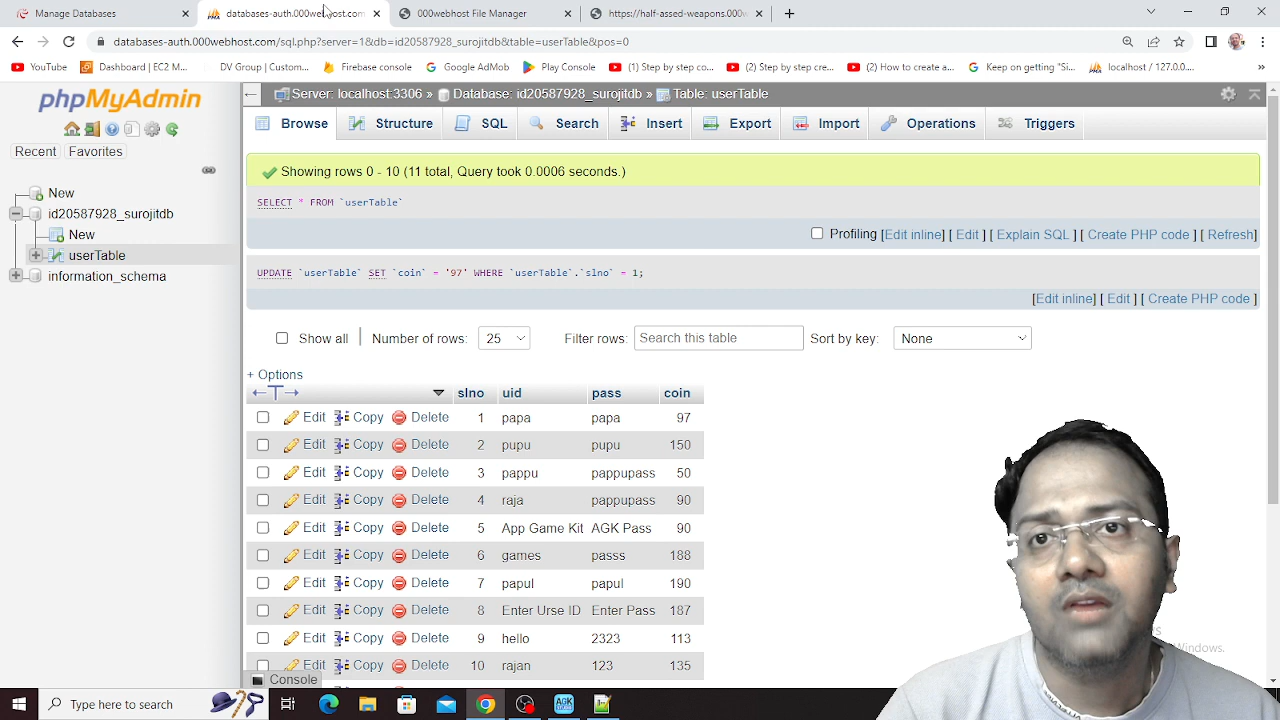 Manage Databases
databases-auth.000webhost.com
000webhost File Manager
https://half-assed-weapons.000w
databases-auth.000webhost.com/sql.php?server=1&db=id20587928_surojitdb&table=userTable&pos=0
YouTube
Dashboard | EC2 M...
DV Group | Custom...
Firebase console
Google AdMob
Play Console
(1) Step by step co...
(2) Step by step cre...
(2) How to create a...
Keep on getting "Si...
localhost / 127.0.0....
»
phpMyAdmin
Recent
Favorites
New
id20587928_surojitdb
New
userTable
information_schema
Server: localhost:3306 » Database: id20587928_surojitdb » Table: userTable
Browse Structure SQL Search Insert Export Import Operations Triggers
Showing rows 0 - 10 (11 total, Query took 0.0006 seconds.)
SELECT * FROM `userTable`
Profiling [Edit inline] [ Edit ] [ Explain SQL ] [ Create PHP code ] [ Refresh]
UPDATE `userTable` SET `coin` = '97' WHERE `userTable`.`slno` = 1;
[Edit inline] [ Edit ] [ Create PHP code ]
Show all Number of rows: 25 Filter rows: Search this table Sort by key: None
+ Options
←T→ slno uid pass coin
Edit Copy Delete 1 papa papa 97
Edit Copy Delete 2 pupu pupu 150
Edit Copy Delete 3 pappu pappupass 50
Edit Copy Delete 4 raja pappupass 90
Edit Copy Delete 5 App Game Kit AGK Pass 90
Edit Copy Delete 6 games passs 188
Edit Copy Delete 7 papul papul 190
Edit Copy Delete 8 Enter Urse ID Enter Pass 187
Edit Copy Delete 9 hello 2323 113
Edit Copy Delete 10 rajan 123 135
Console
Windows.
Type here to search
AGK STUDIO